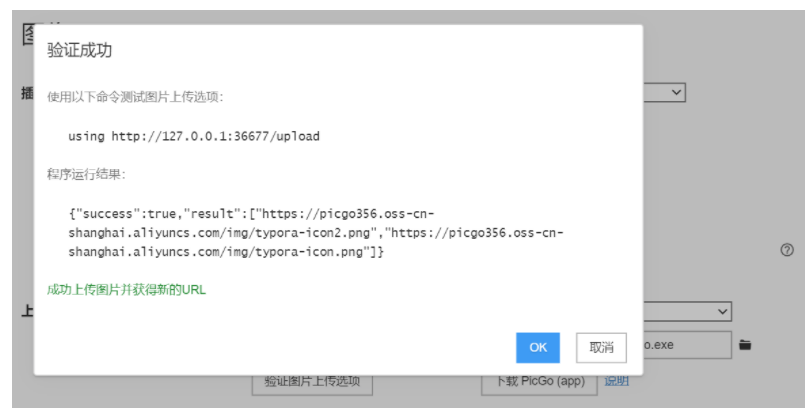 验证成功
使用以下命令测试图片上传选项：
using http://127.0.0.1:36677/upload
程序运行结果：
{"success":true,"result":["https://picgo356.oss-cn-
shanghai.aliyuncs.com/img/typora-icon2.png","https://picgo356.oss-cn-
shanghai.aliyuncs.com/img/typora-icon.png"]}
成功上传图片并获得新的URL
OK 取消
插
上
o.exe
验证图片上传选项 下载 PicGo (app) 说明